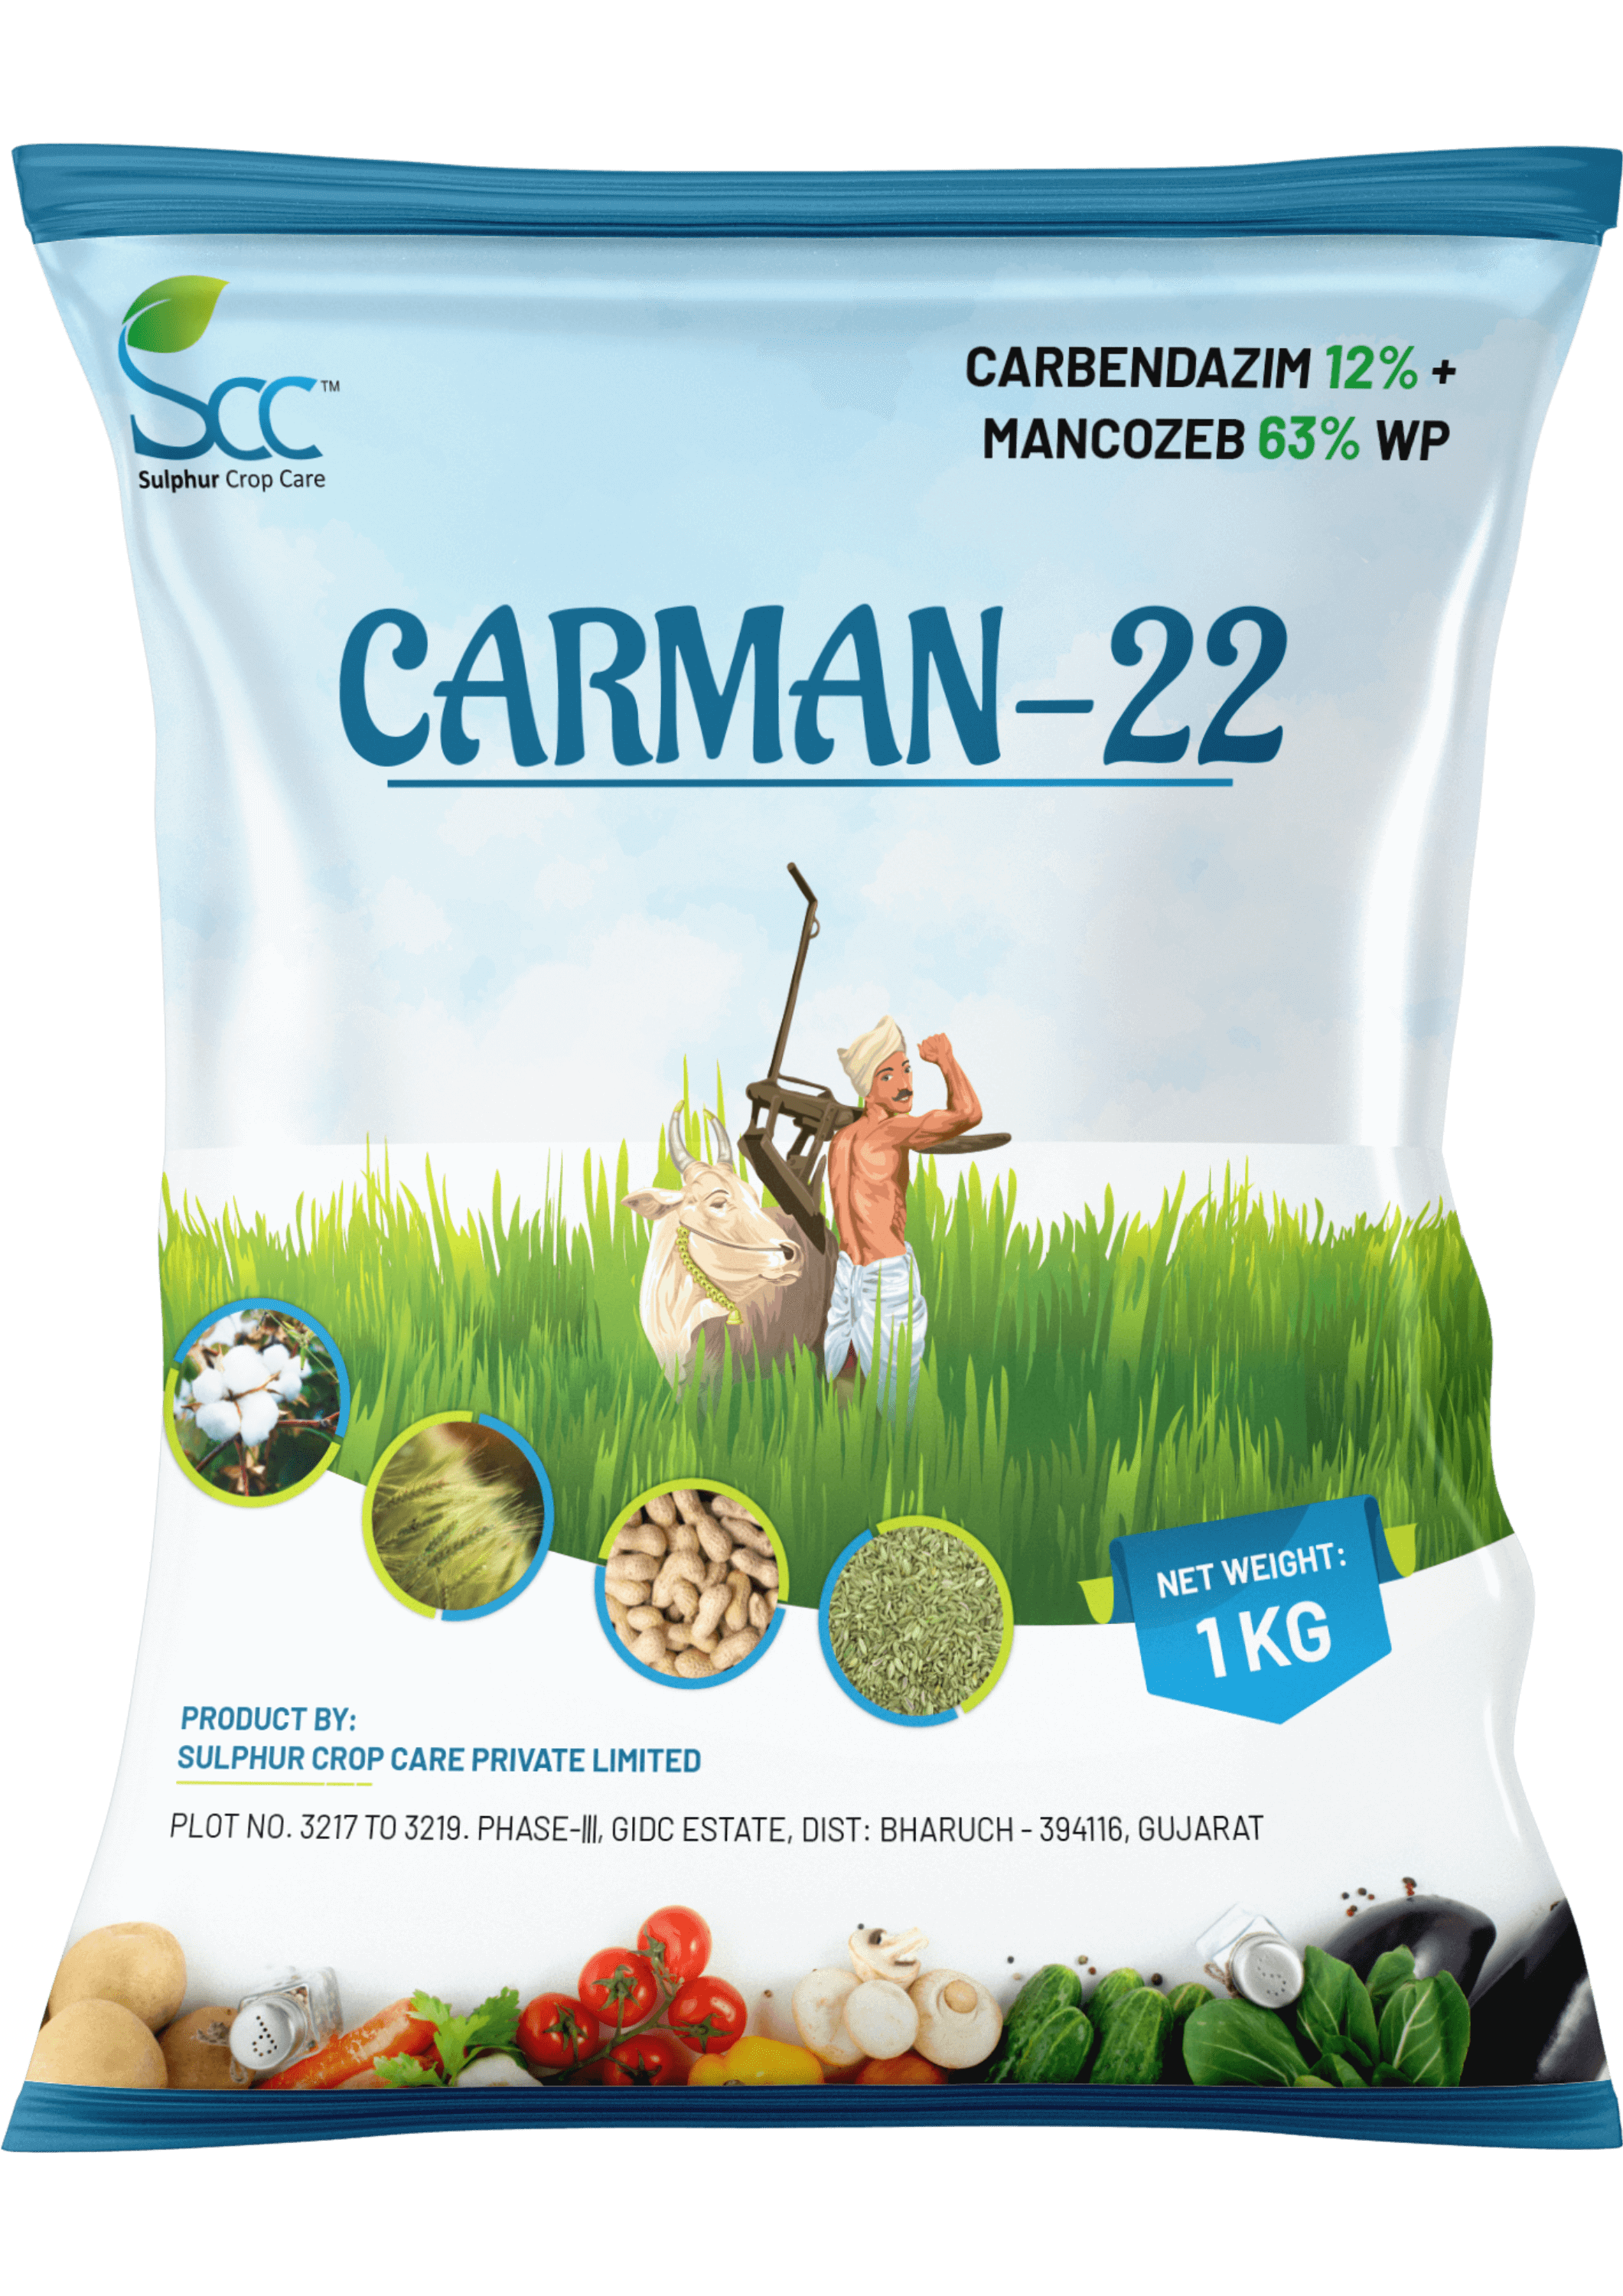 Scc™
Sulphur Crop Care
CARBENDAZIM 12% +
MANCOZEB 63% WP
CARMAN-22
NET WEIGHT:
1 KG
PRODUCT BY:
SULPHUR CROP CARE PRIVATE LIMITED
PLOT NO. 3217 TO 3219. PHASE-III, GIDC ESTATE, DIST: BHARUCH - 394116, GUJARAT